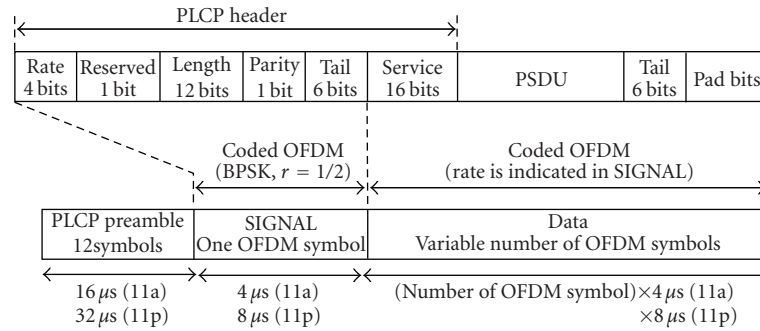 PLCP header
Rate
4 bits
Reserved
1 bit
Length
12 bits
Parity
1 bit
Tail
6 bits
Service
16 bits
PSDU
Tail
6 bits
Pad bits
Coded OFDM
(BPSK, r = 1/2)
Coded OFDM
(rate is indicated in SIGNAL)
PLCP preamble
12symbols
SIGNAL
One OFDM symbol
Data
Variable number of OFDM symbols
16 μs (11a)
32 μs (11p)
4 μs (11a)
8 μs (11p)
(Number of OFDM symbol)×4 μs (11a)
×8 μs (11p)